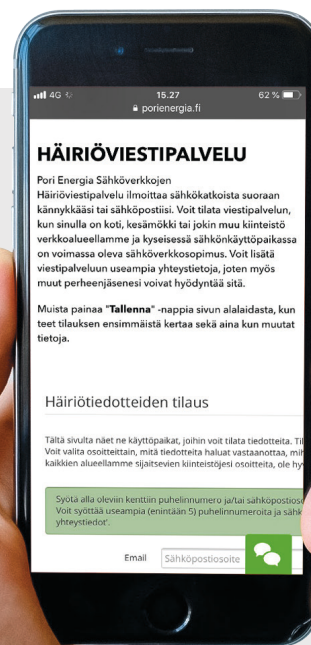 4G
15.27
62 %
porienergia.fi
HÄIRIÖVIESTIPALVELU
Pori Energia Sähköverkkojen
Häiriöviestipalvelu ilmoittaa sähkökatkoista suoraan
kännykkääsi tai sähköpostiisi. Voit tilata viestipalvelun,
kun sinulla on koti, kesämökki tai jokin muu kiinteistö
verkkoalueellamme ja kyseisessä sähkönkäyttöpaikassa
on voimassa oleva sähköverkkosopimus. Voit lisätä
viestipalveluun useampia yhteystietoja, joten myös
muut perheenjäsenesi voivat hyödyntää sitä.
Muista painaa "Tallenna" -nappia sivun alalaidasta, kun
teet tilauksen ensimmäistä kertaa sekä aina kun muutat
tietoja.
Häiriötiedotteiden tilaus
Tältä sivulta näet ne käyttöpaikat, joihin voit tilata tiedotteita.
Voit valita osoitteittain, mitä tiedotteita haluat vastaanottaa,
kaikkien alueellamme sijaitsevien kiinteistöjesi osoitteita, ole
Syötä alla oleviin kenttiin puhelinnumero ja/tai
Voit syöttää useampia (enintään 5) puhelinnumeroita ja
yhteystiedot'.
Email Sähköpostiosoite